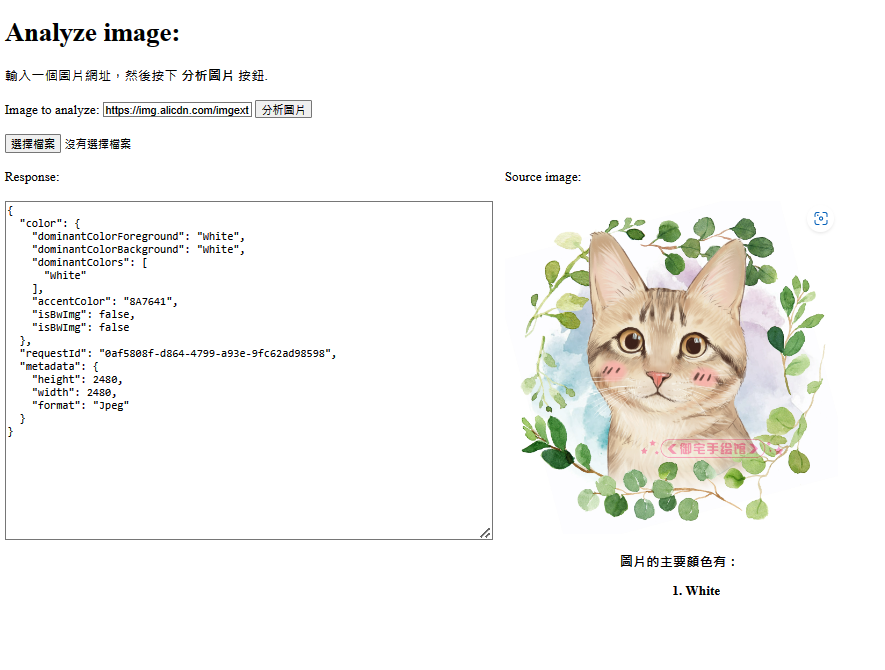 Analyze image:
輸入一個圖片網址，然後按下 分析圖片 按鈕.
Image to analyze: https://img.alicdn.com/imgext 分析圖片
選擇檔案 沒有選擇檔案
Response:
Source image:
{
"color": {
"dominantColorForeground": "White",
"dominantColorBackground": "White",
"dominantColors": [
"White"
],
"accentColor": "8A7641",
"isBwImg": false,
"isBWImg": false
},
"requestId": "0af5808f-d864-4799-a93e-9fc62ad98598",
"metadata": {
"height": 2480,
"width": 2480,
"format": "Jpeg"
}
}
御宅手绘馆
圖片的主要顏色有：
1. White